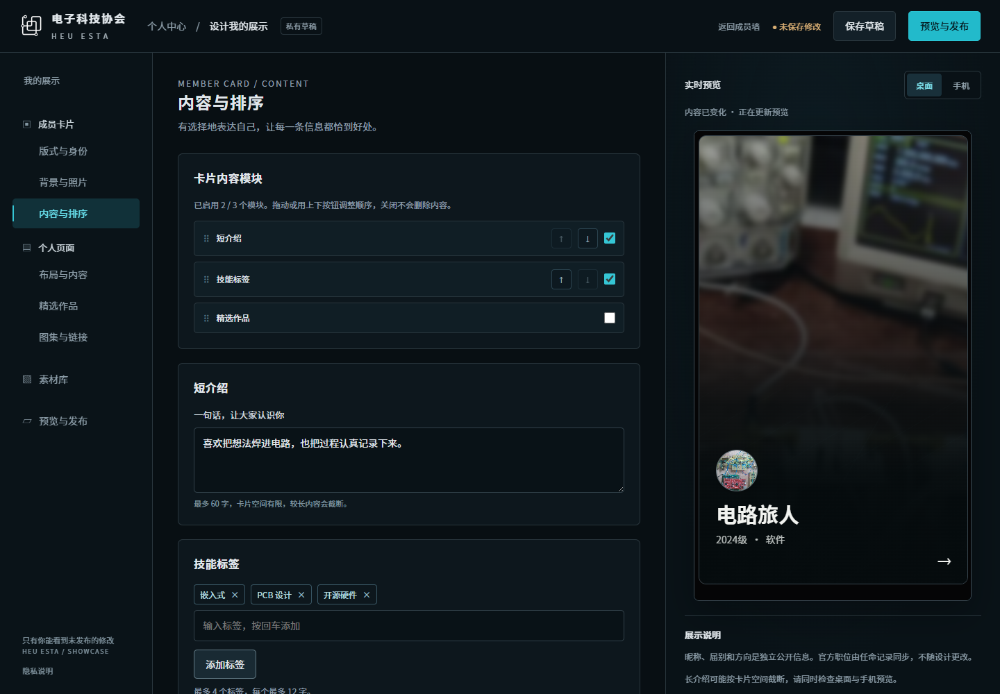 电子科技协会
HEU ESTA
个人中心 / 设计我的展示 私有草稿
返回成员墙 ● 未保存修改 保存草稿 预览与发布
我的展示
成员卡片
版式与身份
背景与照片
内容与排序
个人页面
布局与内容
精选作品
图集与链接
素材库
预览与发布
只有你能看到未发布的修改
HEU ESTA / SHOWCASE
隐私说明
MEMBER CARD / CONTENT
内容与排序
有选择地表达自己，让每一条信息都恰到好处。
卡片内容模块
已启用 2 / 3 个模块。拖动或用上下按钮调整顺序，关闭不会删除内容。
短介绍 ↑ ↓
技能标签 ↑ ↓
精选作品
短介绍
一句话，让大家认识你
喜欢把想法焊进电路，也把过程认真记录下来。
最多 60 字，卡片空间有限，较长内容会截断。
技能标签
嵌入式 × PCB 设计 × 开源硬件 ×
输入标签，按回车添加
添加标签
最多 4 个标签，每个最多 12 字。
实时预览 桌面 手机
内容已变化 · 正在更新预览
电路旅人
2024级 · 软件
→
展示说明
昵称、届别和方向是独立公开信息。官方职位由任命记录同步，不随设计更改。
长介绍可能按卡片空间截断，请同时检查桌面与手机预览。